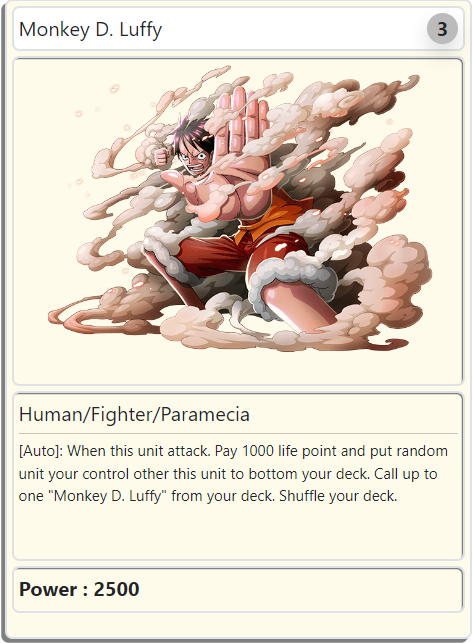 Monkey D. Luffy
3
Human/Fighter/Paramecia
[Auto]: When this unit attack. Pay 1000 life point and put random
unit your control other this unit to bottom your deck. Call up to
one "Monkey D. Luffy" from your deck. Shuffle your deck.
Power : 2500